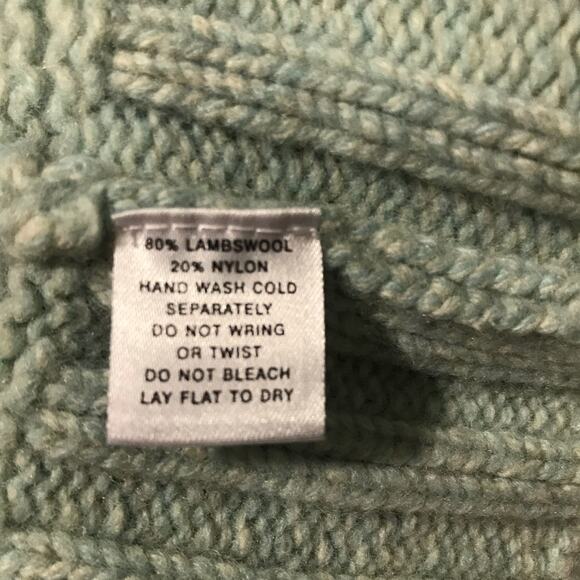 80% LAMBSWOOL
20% NYLON
HAND WASH COLD
SEPARATELY
DO NOT WRING
OR TWIST
DO NOT BLEACH
LAY FLAT TO DRY